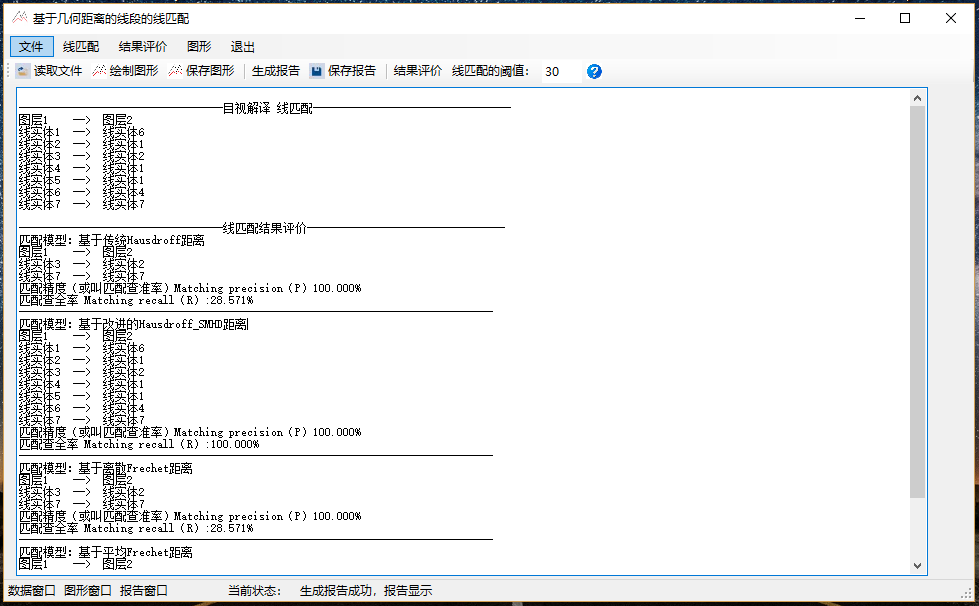 基于几何距离的线段的线匹配
文件 线匹配 结果评价 图形 退出
读取文件 绘制图形 保存图形 生成报告 保存报告 结果评价 线匹配的阈值： 30
目视解译 线匹配
图层1 —> 图层2
线实体1 —> 线实体6
线实体2 —> 线实体1
线实体3 —> 线实体2
线实体4 —> 线实体1
线实体5 —> 线实体1
线实体6 —> 线实体4
线实体7 —> 线实体7
线匹配结果评价
匹配模型：基于传统Hausdroff距离
图层1 —> 图层2
线实体3 —> 线实体2
线实体7 —> 线实体7
匹配精度（或叫匹配查准率）Matching precision（P）100.000%
匹配查全率 Matching recall（R）:28.571%
匹配模型：基于改进的Hausdroff_SMHD距离
图层1 —> 图层2
线实体1 —> 线实体6
线实体2 —> 线实体1
线实体3 —> 线实体2
线实体4 —> 线实体1
线实体5 —> 线实体1
线实体6 —> 线实体4
线实体7 —> 线实体7
匹配精度（或叫匹配查准率）Matching precision（P）100.000%
匹配查全率 Matching recall（R）:100.000%
匹配模型：基于离散Frechet距离
图层1 —> 图层2
线实体3 —> 线实体2
线实体7 —> 线实体7
匹配精度（或叫匹配查准率）Matching precision（P）100.000%
匹配查全率 Matching recall（R）:28.571%
匹配模型：基于平均Frechet距离
图层1 —> 图层2
数据窗口 图形窗口 报告窗口 当前状态： 生成报告成功，报告显示